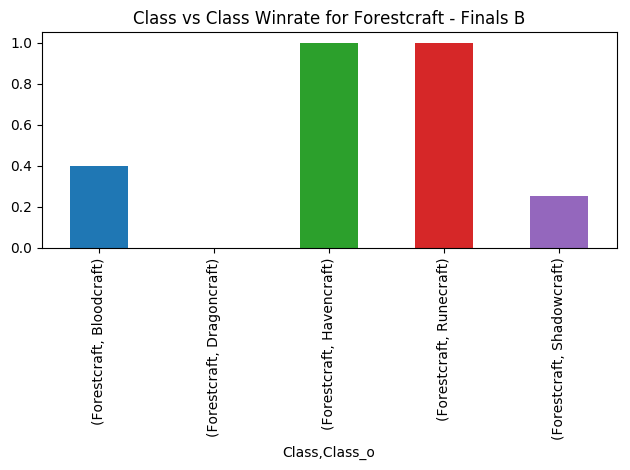 Class vs Class Winrate for Forestcraft - Finals B
1.0
0.8
0.6
0.4
0.2
0.0
(Forestcraft, Bloodcraft)
(Forestcraft, Dragoncraft)
(Forestcraft, Havencraft)
(Forestcraft, Runecraft)
(Forestcraft, Shadowcraft)
Class,Class_o